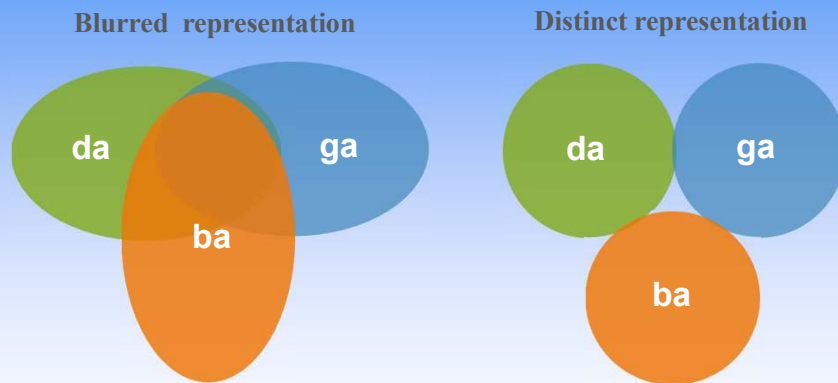 Blurred representation
Distinct representation
da
ga
ba
da
ga
ba